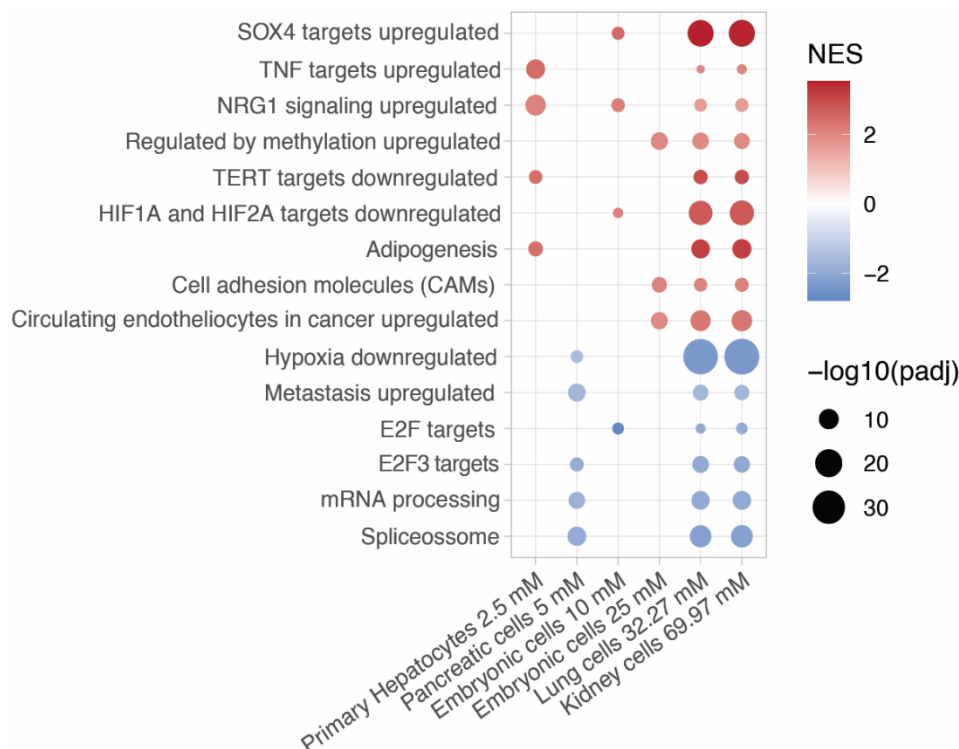 SOX4 targets upregulated
TNF targets upregulated
NRG1 signaling upregulated
Regulated by methylation upregulated
TERT targets downregulated
HIF1A and HIF2A targets downregulated
Adipogenesis
Cell adhesion molecules (CAMs)
Circulating endotheliocytes in cancer upregulated
Hypoxia downregulated
Metastasis upregulated
E2F targets
E2F3 targets
mRNA processing
Spliceossome
Primary Hepatocytes 2.5 mM
Pancreatic cells 5 mM
Embryonic cells 10 mM
Embryonic cells 25 mM
Lung cells 32.27 mM
Kidney cells 69.97 mM
NES
2
0
−2
−log10(padj)
10
20
30